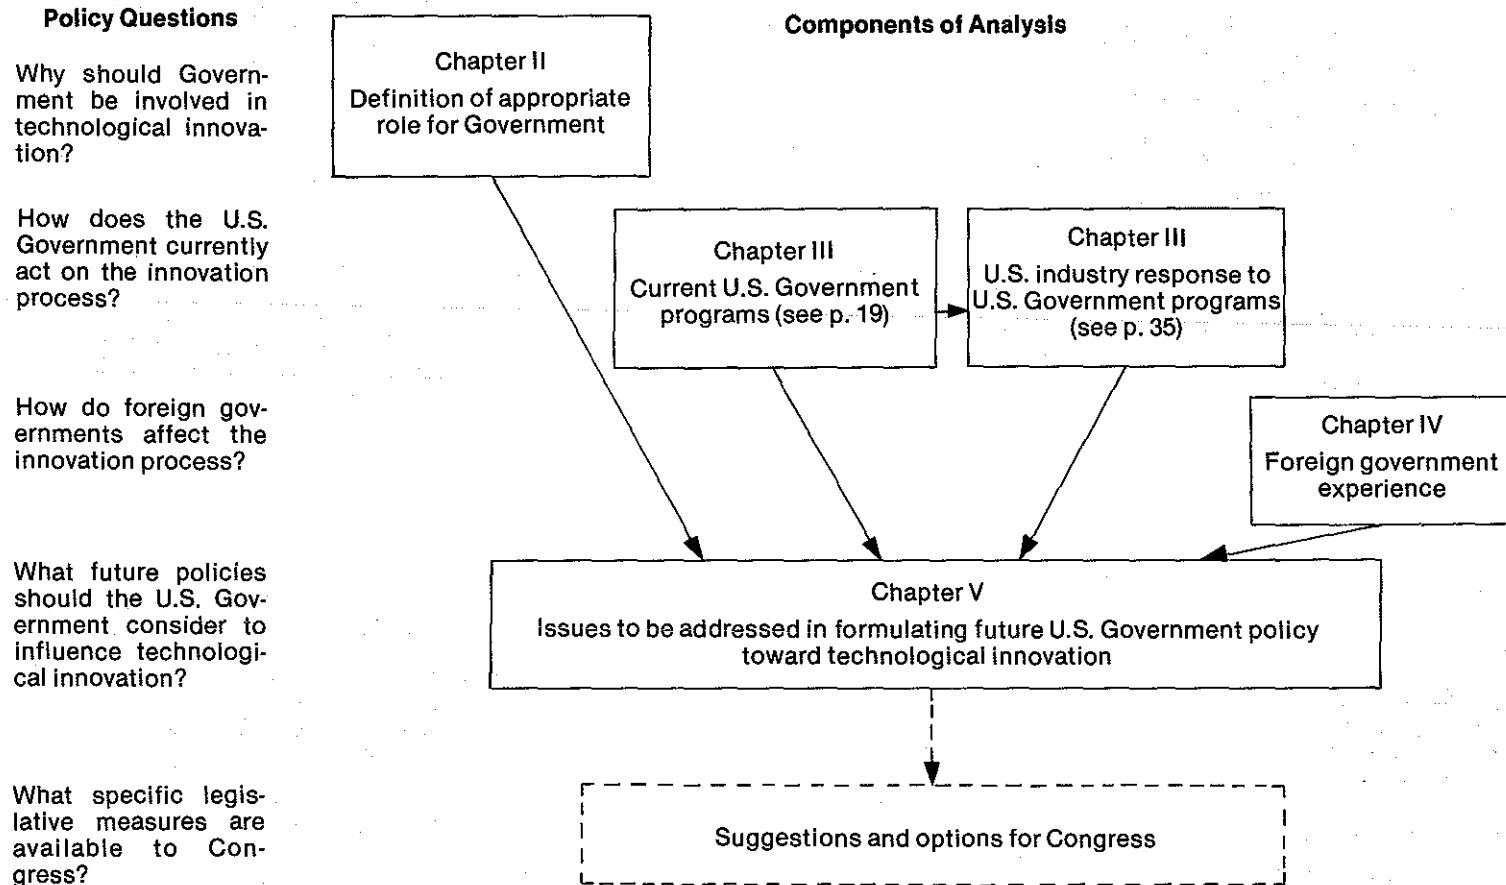 Policy Questions
Components of Analysis
Why should Govern-
ment be involved in
technological innova-
tion?
Chapter II
Definition of appropriate
role for Government
How does the U.S.
Government currently
act on the innovation
process?
Chapter III
Current U.S. Government
programs (see p. 19)
Chapter III
U.S. industry response to
U.S. Government programs
(see p. 35)
How do foreign gov-
ernments affect the
innovation process?
Chapter IV
Foreign government
experience
What future policies
should the U.S. Gov-
ernment consider to
influence technologi-
cal innovation?
Chapter V
Issues to be addressed in formulating future U.S. Government policy
toward technological innovation
What specific legis-
lative measures are
available to Con-
gress?
Suggestions and options for Congress